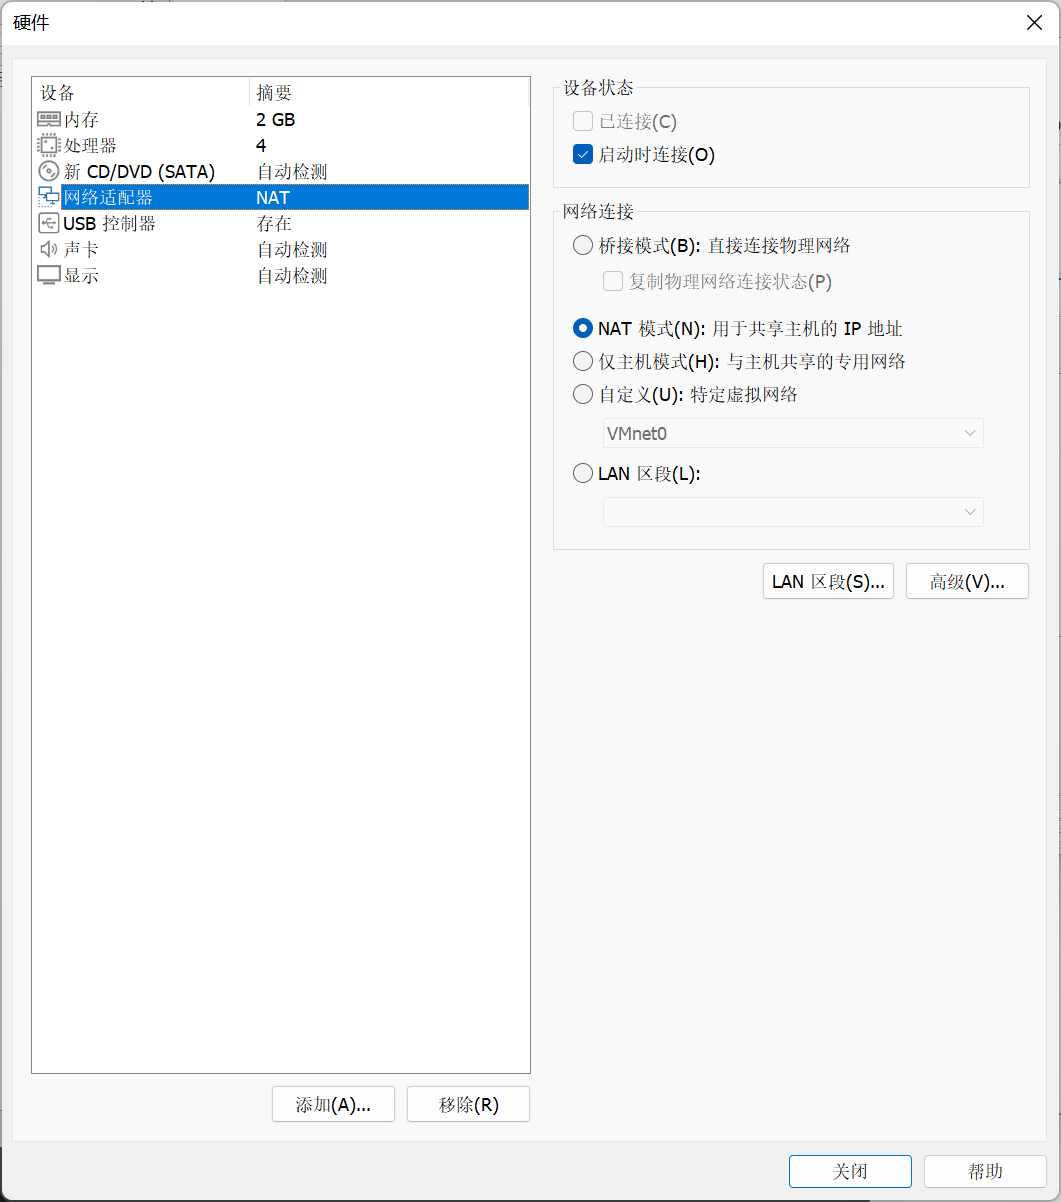 硬件
设备 摘要
内存 2 GB
处理器 4
新 CD/DVD (SATA) 自动检测
网络适配器 NAT
USB 控制器 存在
声卡 自动检测
显示 自动检测
添加(A)... 移除(R)
设备状态
已连接(C)
启动时连接(O)
网络连接
桥接模式(B): 直接连接物理网络
复制物理网络连接状态(P)
NAT 模式(N): 用于共享主机的 IP 地址
仅主机模式(H): 与主机共享的专用网络
自定义(U): 特定虚拟网络
VMnet0
LAN 区段(L):
LAN 区段(S)... 高级(V)...
关闭 帮助